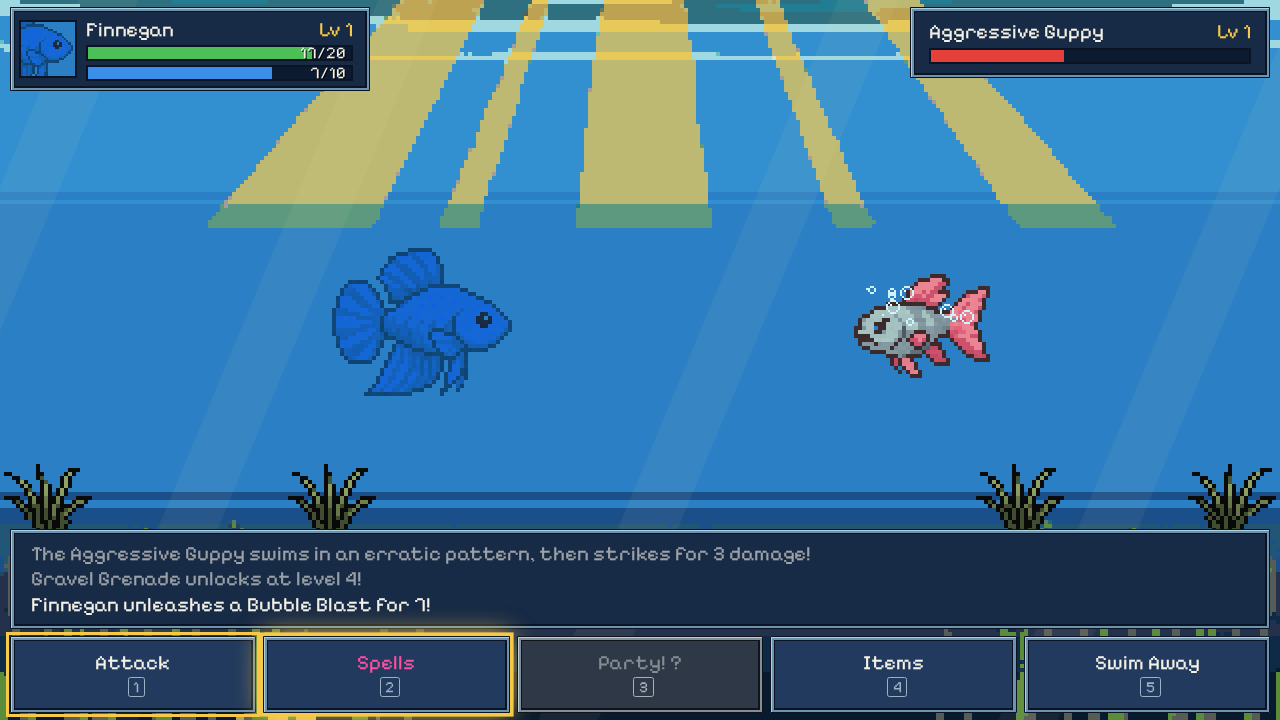 Finnegan Lv 1
17/20
7/10
Aggressive Guppy Lv 1
The Aggressive Guppy swims in an erratic pattern, then strikes for 3 damage!
Gravel Grenade unlocks at level 4!
Finnegan unleashes a Bubble Blast for 7!
Attack
1
Spells
2
Party!?
3
Items
4
Swim Away
5